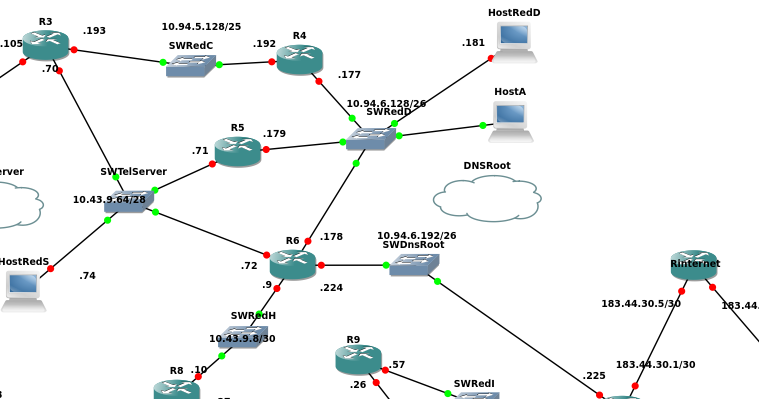 HostRedD
R3
.193
10.94.5.128/25
.105
SWRedC
.192
R4
.181
.70
.177
HostA
10.94.6.128/26
SWRedD
R5
.179
.71
DNSRoot
SWTelServer
erver
10.43.9.64/28
.178
10.94.6.192/26
R6
SWDnsRoot
HostRedS
.72
Rinternet
.74
.9
.224
183.44.30.5/30
183.44.
SWRedH
10.43.9.8/30
R9
183.44.30.1/30
.57
R8
.10
.26
.225
SWRedI